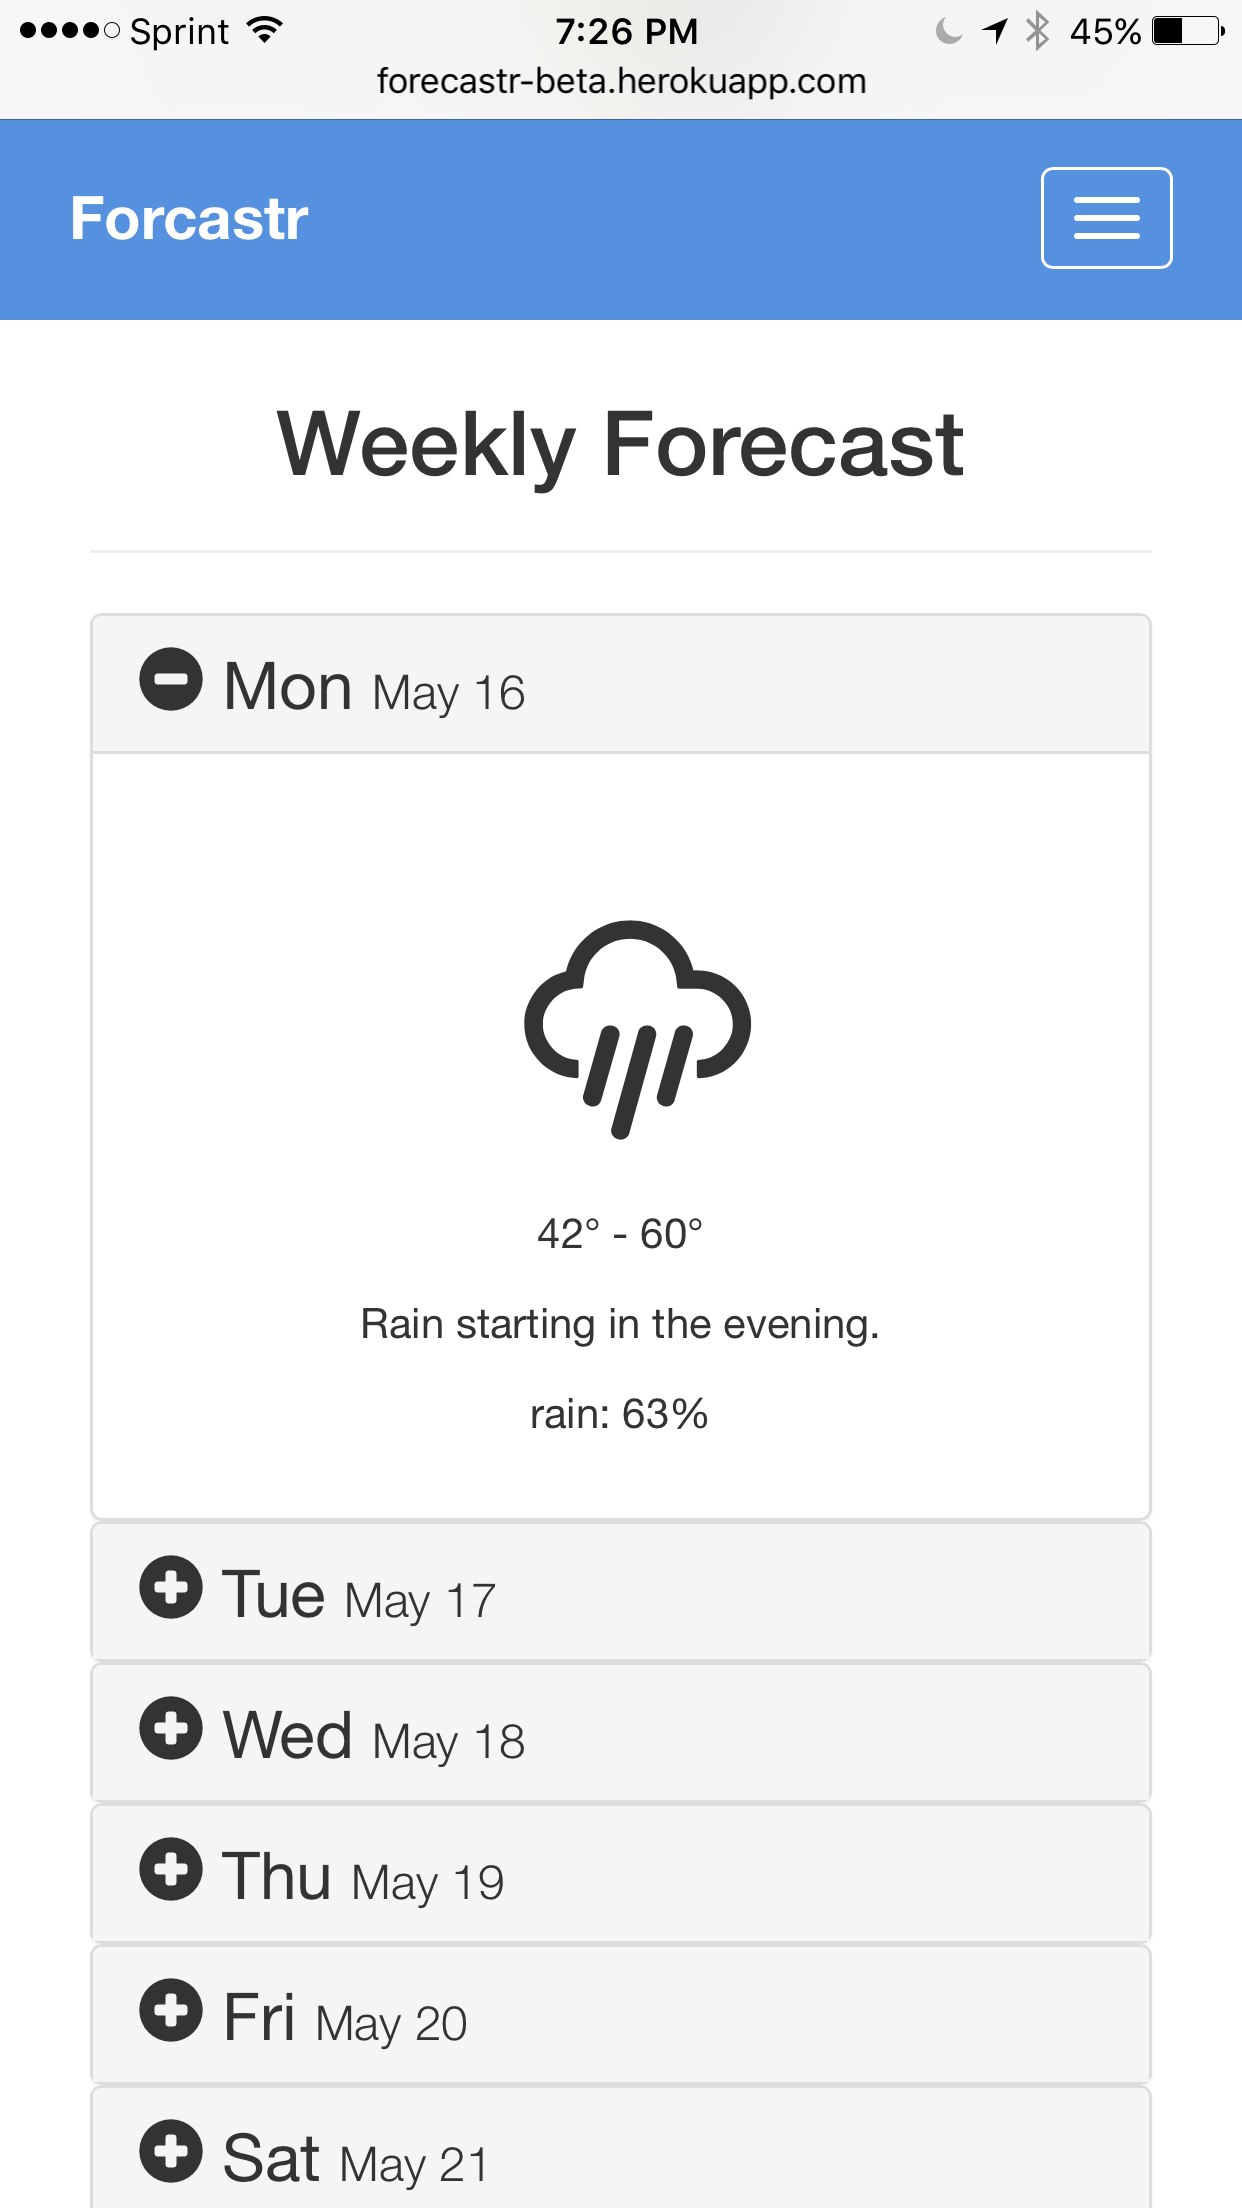 Sprint 7:26 PM 45%
forecastr-beta.herokuapp.com
Forcastr
Weekly Forecast
Mon May 16
42° - 60°
Rain starting in the evening.
rain: 63%
Tue May 17
Wed May 18
Thu May 19
Fri May 20
Sat May 21